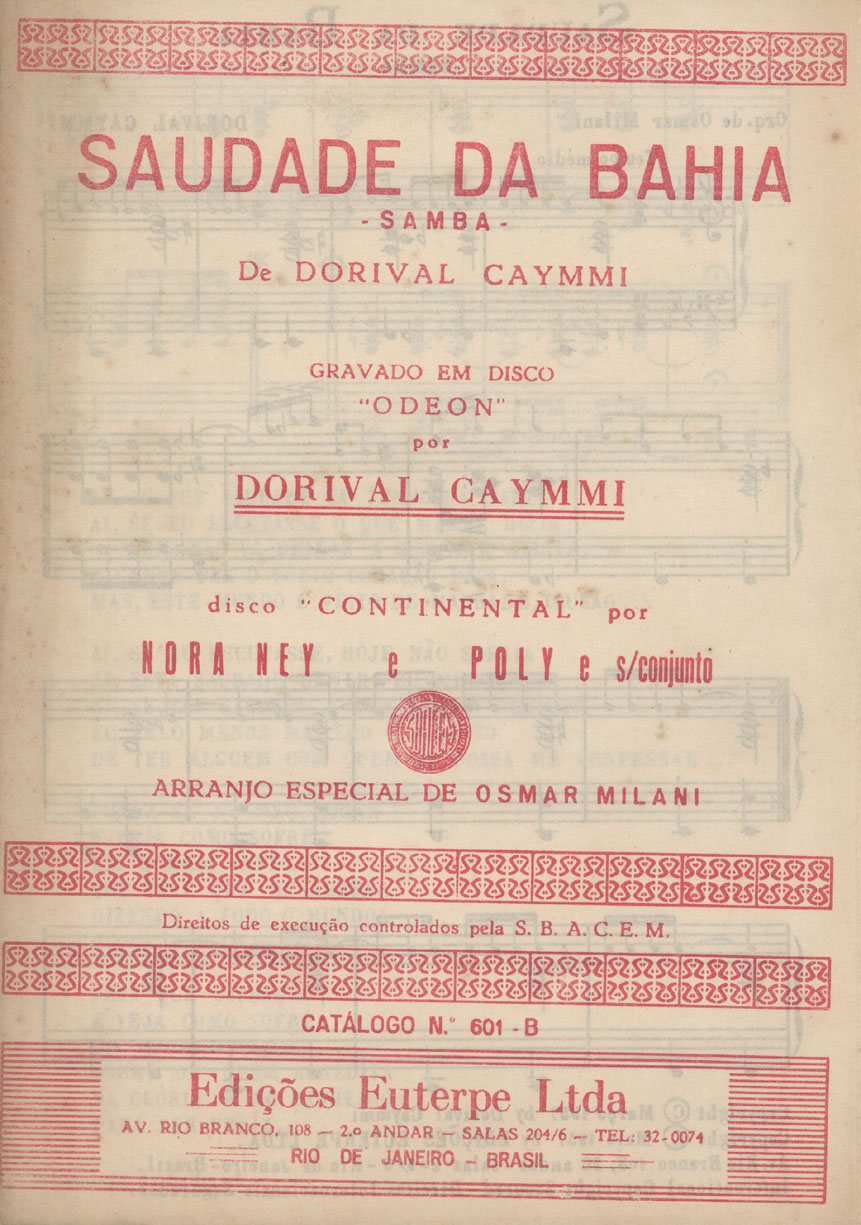 SAUDADE DA BAHIA
- SAMBA -
De DORIVAL CAYMMI
GRAVADO EM DISCO
"ODEON"
por
DORIVAL CAYMMI
disco "CONTINENTAL" por
NORA NEY e POLY e s/conjunto
ARRANJO ESPECIAL DE OSMAR MILANI
Direitos de execução controlados pela S. B. A. C. E. M.
CATÁLOGO N.º 601 - B
Edições Euterpe Ltda
AV. RIO BRANCO, 108 — 2.º ANDAR — SALAS 204/6 — TEL: 32-0074
RIO DE JANEIRO - BRASIL